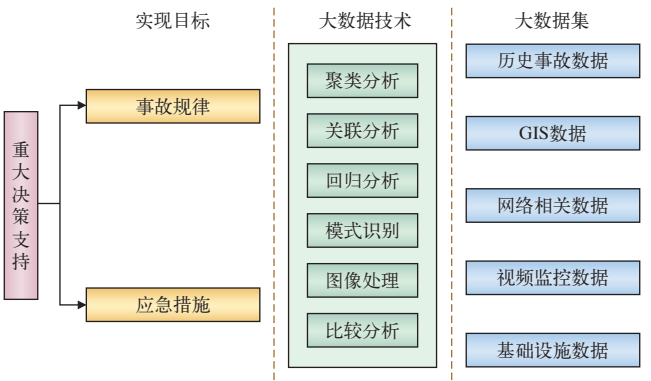 实现目标
大数据技术
大数据集
重大决策支持
事故规律
应急措施
聚类分析
关联分析
回归分析
模式识别
图像处理
比较分析
历史事故数据
GIS数据
网络相关数据
视频监控数据
基础设施数据